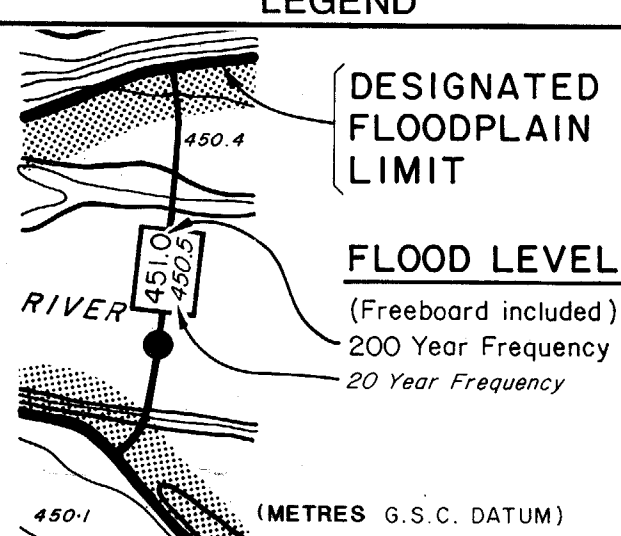 LEGEND
DESIGNATED
FLOODPLAIN
LIMIT
450.4
451.0
450.5
FLOOD LEVEL
(Freeboard included)
200 Year Frequency
20 Year Frequency
RIVER
450.1
(METRES G.S.C. DATUM)